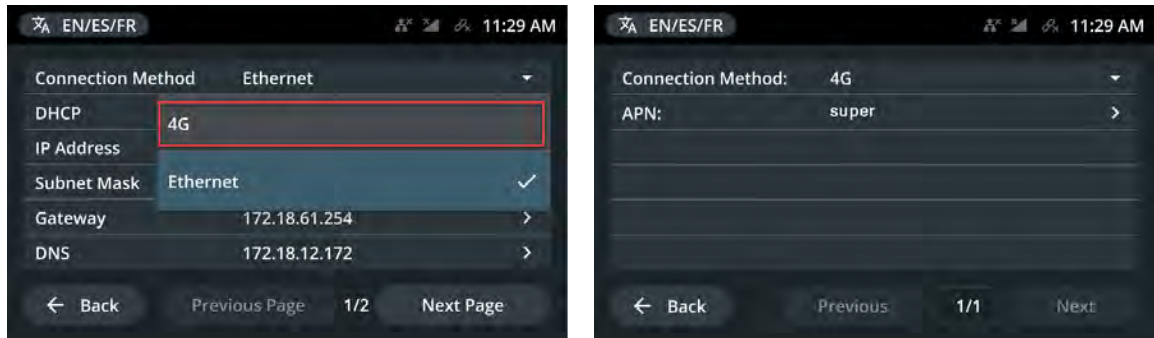 EN/ES/FR 11:29 AM
Connection Method Ethernet
DHCP
4G
IP Address
Subnet Mask
Ethernet
Gateway 172.18.61.254
DNS 172.18.12.172
Back Previous Page 1/2 Next Page
EN/ES/FR 11:29 AM
Connection Method: 4G
APN: super
Back Previous 1/1 Next